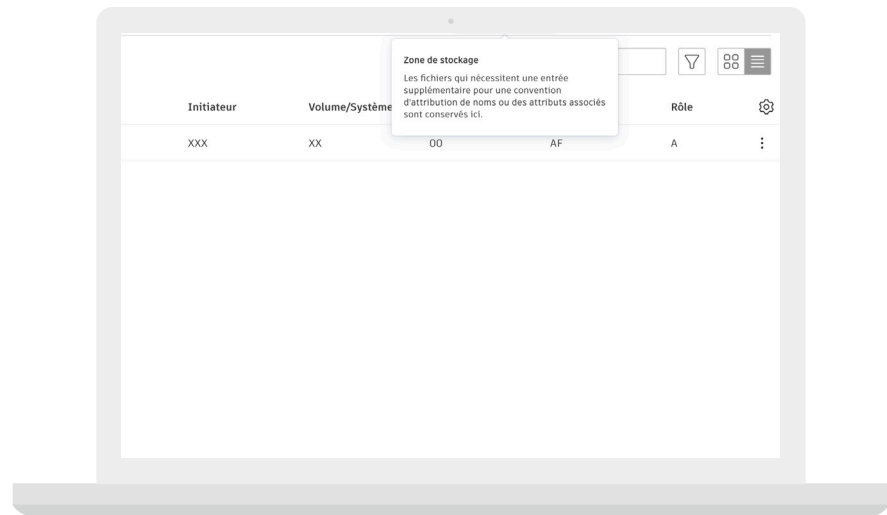 Zone de stockage
Les fichiers qui nécessitent une entrée
supplémentaire pour une convention
d'attribution de noms ou des attributs associés
sont conservés ici.
Initiateur Volume/Système Rôle
XXX XX 00 AF A